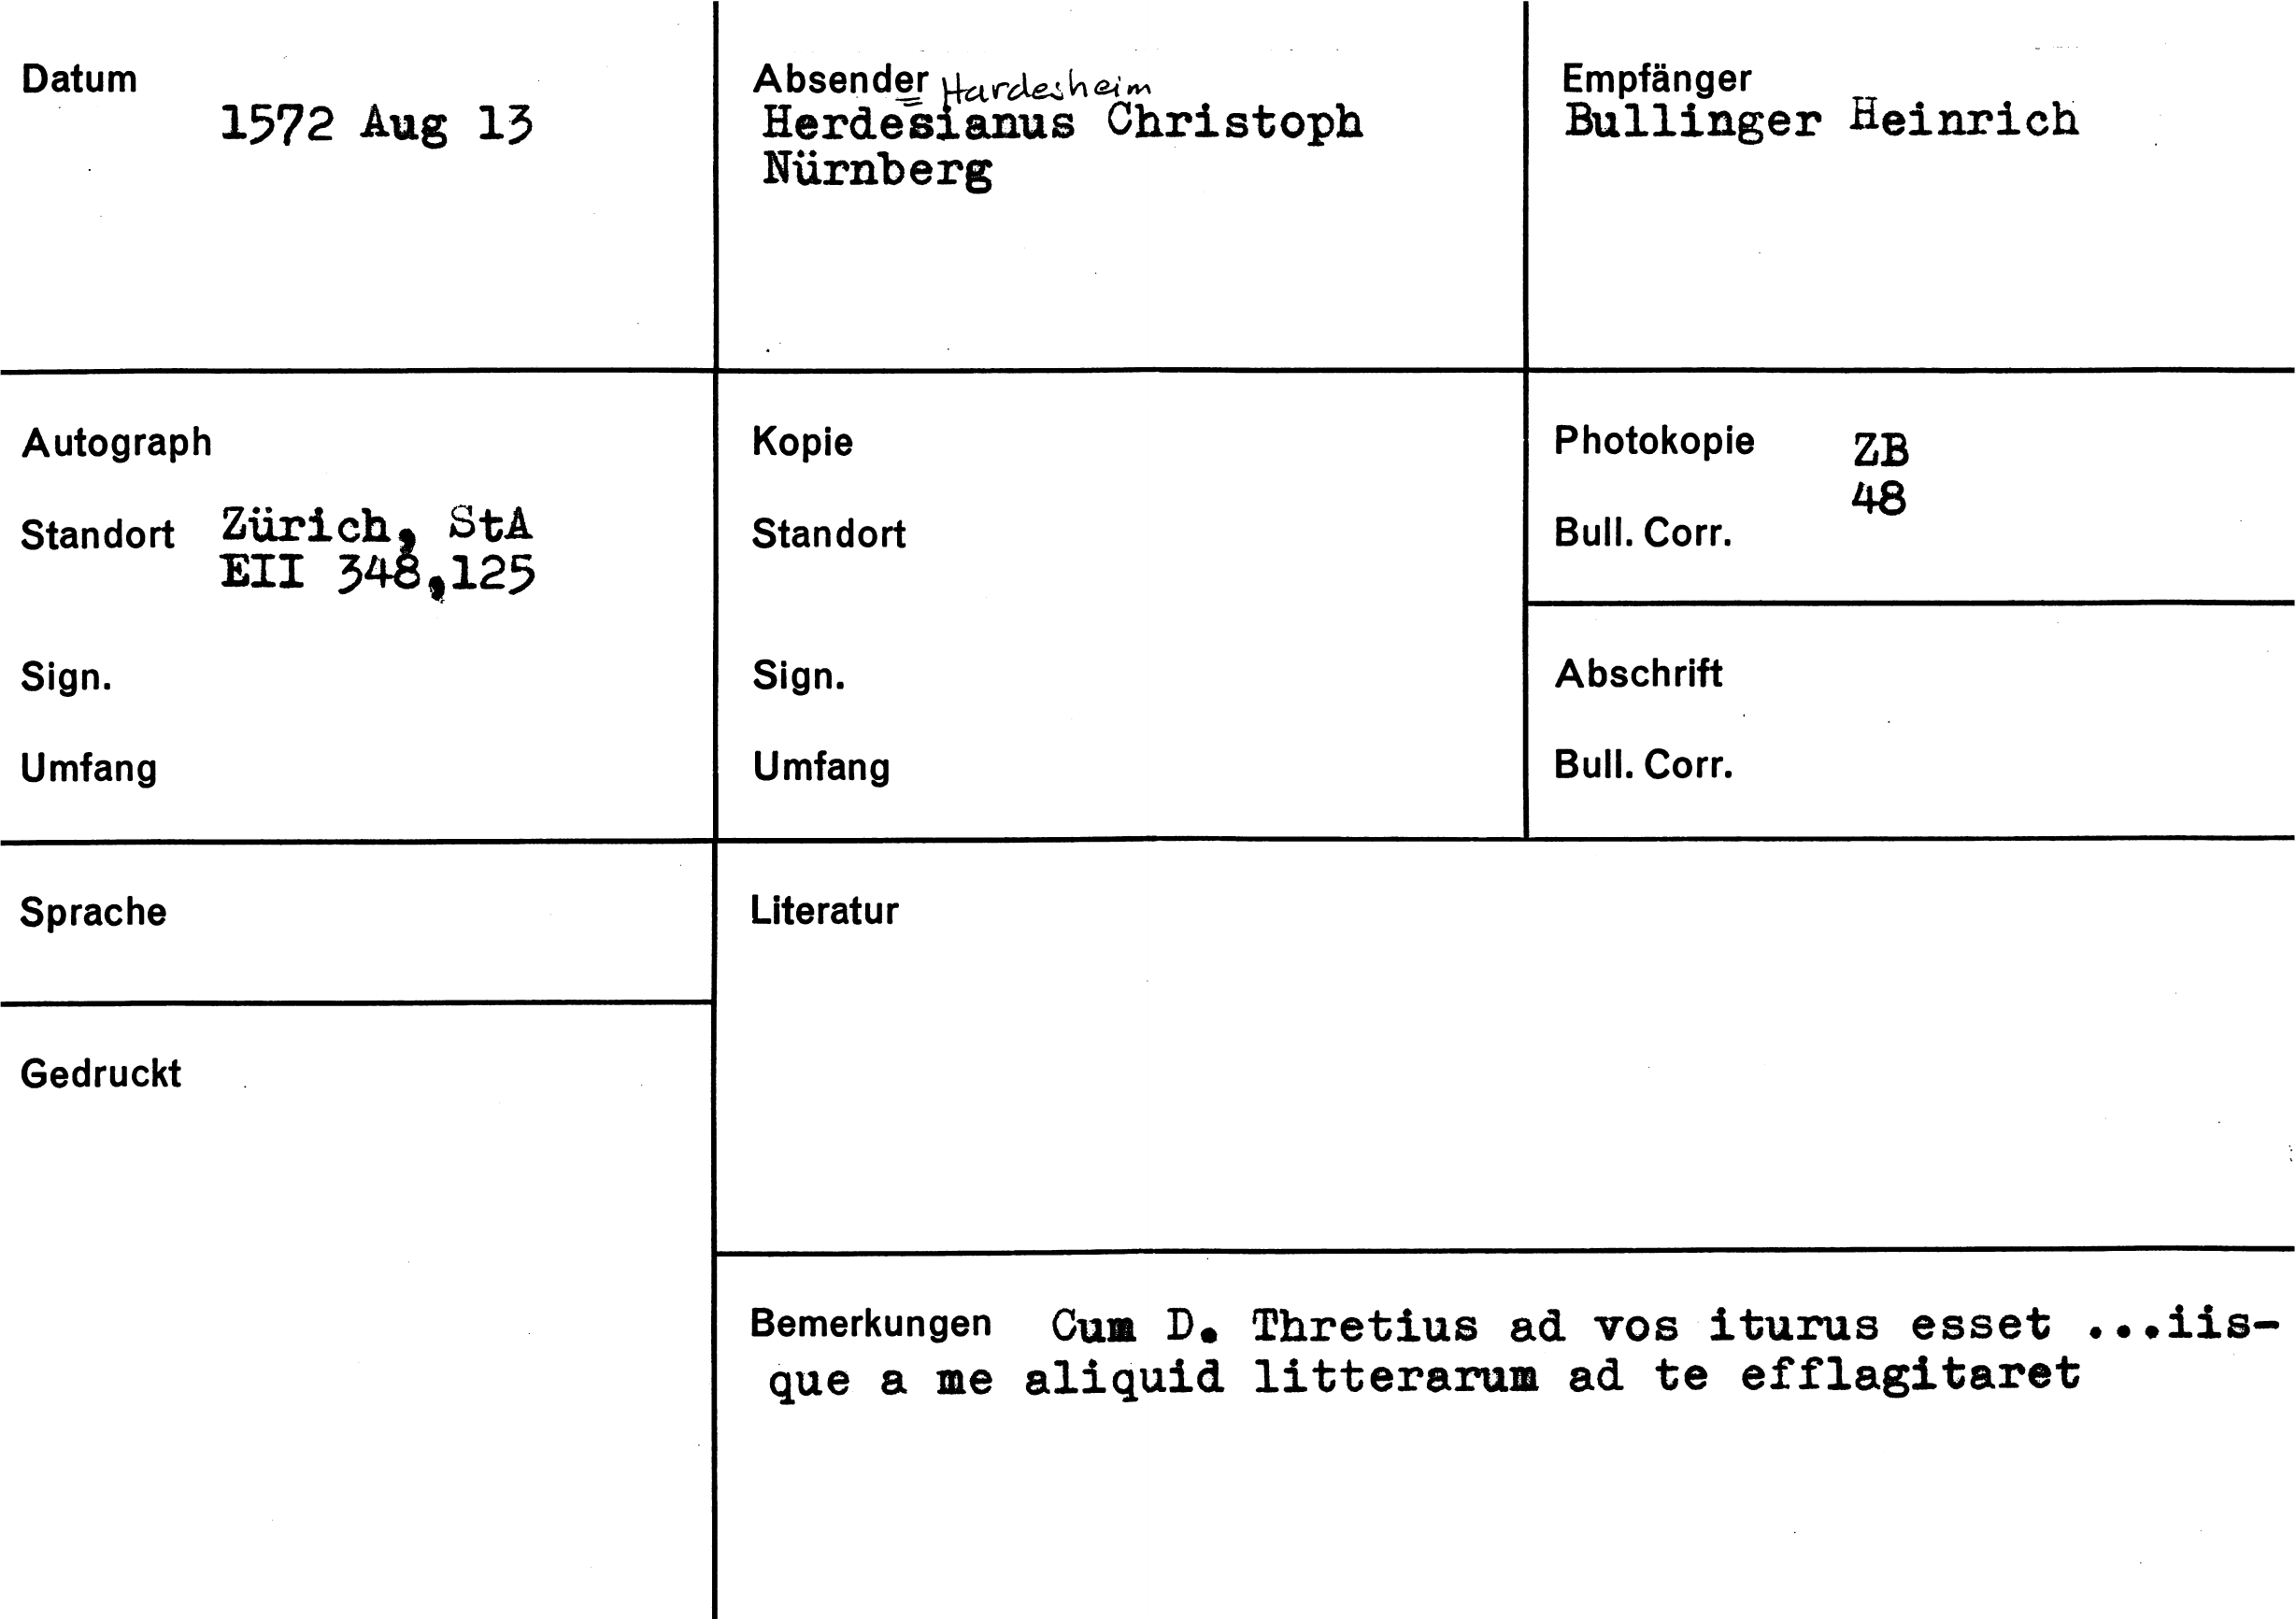 Datum
1572 Aug 13
Absender Hardesheim
Herdesianus Christoph
Nürnberg
Empfänger
Bullinger Heinrich
Autograph
Standort Zürich, StA
EII 348,125
Sign.
Umfang
Kopie
Standort
Sign.
Umfang
Photokopie ZB
48
Bull. Corr.
Abschrift
Bull. Corr.
Sprache
Gedruckt
Literatur
Bemerkungen Cum D. Thretius ad vos iturus esset ...iis-
que a me aliquid litterarum ad te efflagitaret